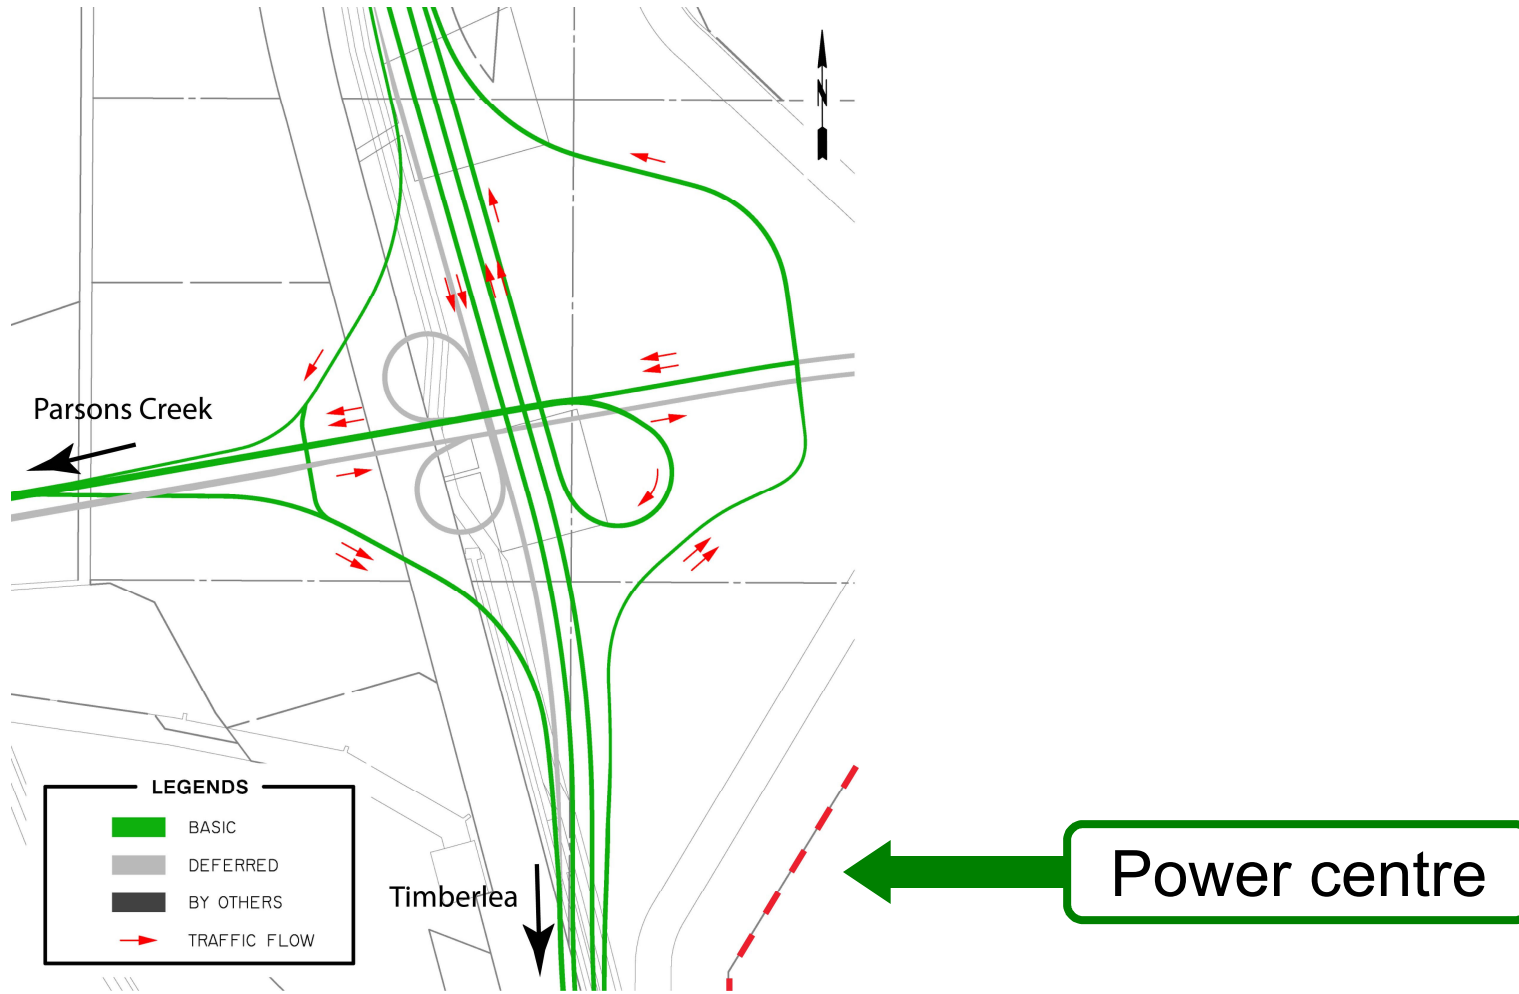 N
Parsons Creek
LEGENDS
BASIC
DEFERRED
BY OTHERS
TRAFFIC FLOW
Timberlea
Power centre